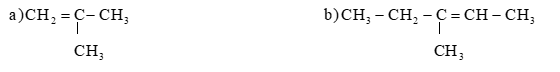 a) CH₂ = C – CH₃ b) CH₃ – CH₂ – C = CH – CH₃
| |
CH₃ CH₃